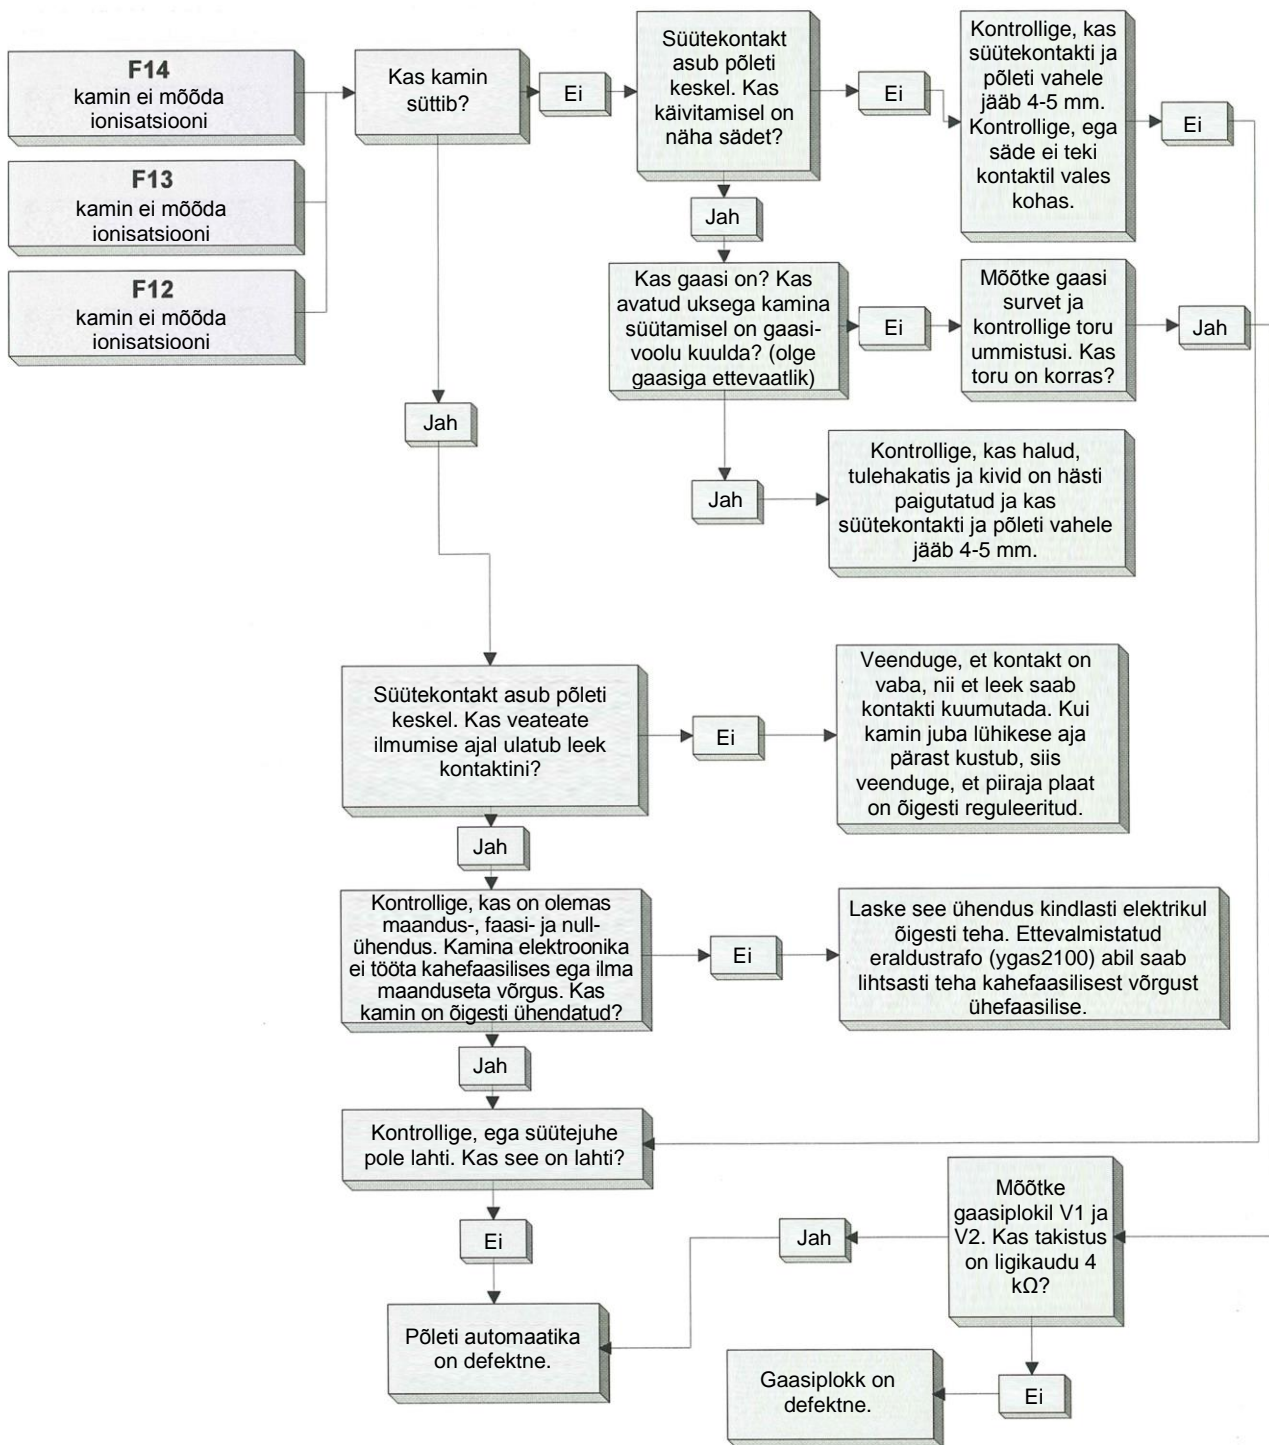 F14
kamin ei mõõda
ionisatsiooni
F13
kamin ei mõõda
ionisatsiooni
F12
kamin ei mõõda
ionisatsiooni
Kas kamin
süttib?
Ei
Süütekontakt
asub põleti
keskel. Kas
käivitamisel on
näha sädet?
Ei
Kontrollige, kas
süütekontakti ja
põleti vahele
jääb 4-5 mm.
Kontrollige, ega
säde ei teki
kontaktil vales
kohas.
Ei
Jah
Kas gaasi on? Kas
avatud uksega kamina
süütamisel on gaasi-
voolu kuulda? (olge
gaasiga ettevaatlik)
Ei
Mõõtke gaasi
survet ja
kontrollige toru
ummistusi. Kas
toru on korras?
Jah
Jah
Jah
Kontrollige, kas halud,
tulehakatis ja kivid on hästi
paigutatud ja kas
süütekontakti ja põleti vahele
jääb 4-5 mm.
Süütekontakt asub põleti
keskel. Kas veateate
ilmumise ajal ulatub leek
kontaktini?
Ei
Veenduge, et kontakt on
vaba, nii et leek saab
kontakti kuumutada. Kui
kamin juba lühikese aja
pärast kustub, siis
veenduge, et piiraja plaat
on õigesti reguleeritud.
Jah
Kontrollige, kas on olemas
maandus-, faasi- ja null-
ühendus. Kamina elektroonika
ei tööta kahefaasilises ega ilma
maanduseta võrgus. Kas
kamin on õigesti ühendatud?
Ei
Laske see ühendus kindlasti elektrikul
õigesti teha. Ettevalmistatud
eraldustrafo (ygas2100) abil saab
lihtsasti teha kahefaasilisest võrgust
ühefaasilise.
Jah
Kontrollige, ega süütejuhe
pole lahti. Kas see on lahti?
Ei
Põleti automaatika
on defektne.
Jah
Mõõtke
gaasiplokil V1 ja
V2. Kas takistus
on ligikaudu 4
kΩ?
Ei
Gaasiplokk on
defektne.